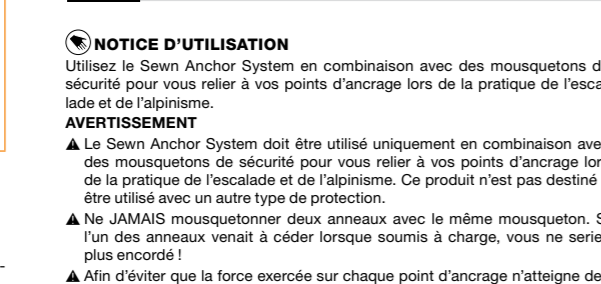 NOTICE D’UTILISATION
Utilisez le Sewn Anchor System en combinaison avec des mousquetons d
sécurité pour vous relier à vos points d’ancrage lors de la pratique de l’esca
lade et de l’alpinisme.
AVERTISSEMENT
Le Sewn Anchor System doit être utilisé uniquement en combinaison ave
des mousquetons de sécurité pour vous relier à vos points d’ancrage lor
de la pratique de l’escalade et de l’alpinisme. Ce produit n’est pas destiné
être utilisé avec un autre type de protection.
Ne JAMAIS mousquetonner deux anneaux avec le même mousqueton. S
l’un des anneaux venait à céder lorsque soumis à charge, vous ne serie
plus encordé !
Afin d’éviter que la force exercée sur chaque point d’ancrage n’atteigne de